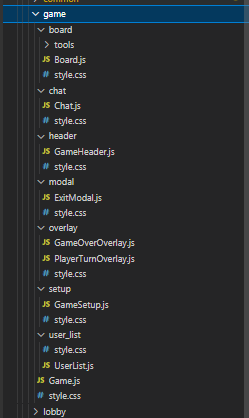 common
game
board
tools
JS Board.js
# style.css
chat
JS Chat.js
# style.css
header
JS GameHeader.js
# style.css
modal
JS ExitModal.js
# style.css
overlay
JS GameOverOverlay.js
JS PlayerTurnOverlay.js
# style.css
setup
JS GameSetup.js
# style.css
user_list
# style.css
JS UserList.js
JS Game.js
# style.css
lobby